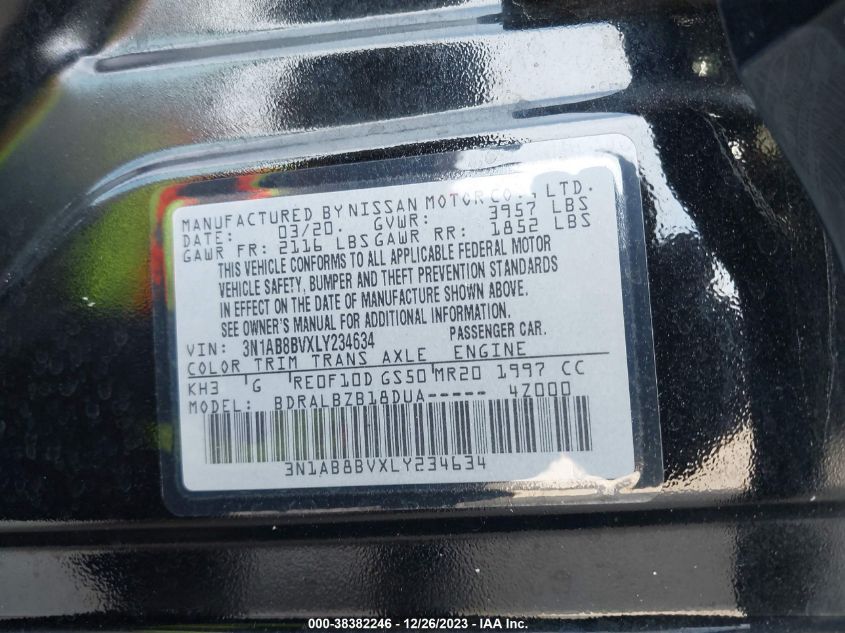 MANUFACTURED BY NISSAN MOTOR CO., LTD.
DATE: 03/20. GVWR: 3957 LBS
GAWR FR: 2116 LBS GAWR RR: 1852 LBS
THIS VEHICLE CONFORMS TO ALL APPLICABLE FEDERAL MOTOR
VEHICLE SAFETY, BUMPER AND THEFT PREVENTION STANDARDS
IN EFFECT ON THE DATE OF MANUFACTURE SHOWN ABOVE.
SEE OWNER'S MANUAL FOR ADDITIONAL INFORMATION.
VIN: 3N1AB8BVXLY234634 PASSENGER CAR.
COLOR TRIM TRANS AXLE ENGINE
KH3 G RE0F10D GS50 MR20 1997 CC
MODEL: BDRALBZB18DUA----- 4Z000
3N1AB8BVXLY234634
000-38382246 - 12/26/2023 - IAA Inc.